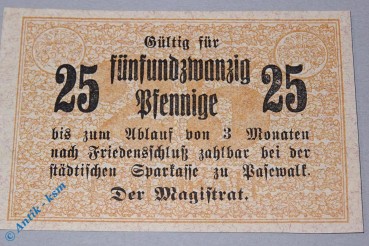 Gültig für
25 fünfundzwanzig 25
Pfennige
bis zum Ablauf von 3 Monaten
nach Friedensschluß zahlbar bei der
städtischen Sparkasse zu Pasewalk.
Der Magistrat.
© Antik - ksm